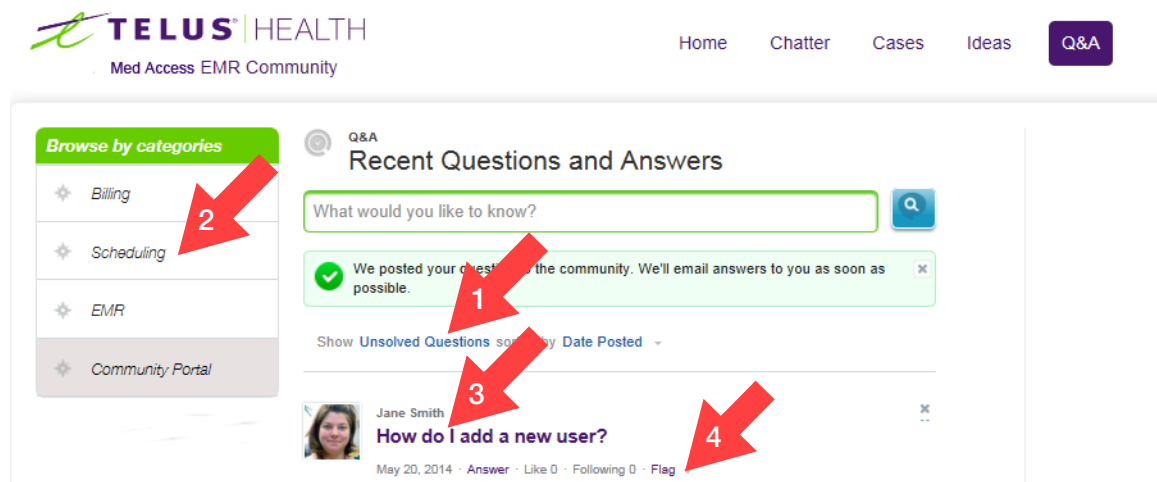 TELUS® HEALTH
Med Access EMR Community
Home Chatter Cases Ideas Q&A
Browse by categories
Billing
Scheduling
EMR
Community Portal
2
Q&A
Recent Questions and Answers
What would you like to know?
We posted your the community. We'll email answers to you as soon as
possible.
1
Show Unsolved Questions by Date Posted
3
Jane Smith
How do I add a new user?
4
May 20, 2014 · Answer · Like 0 · Following 0 · Flag